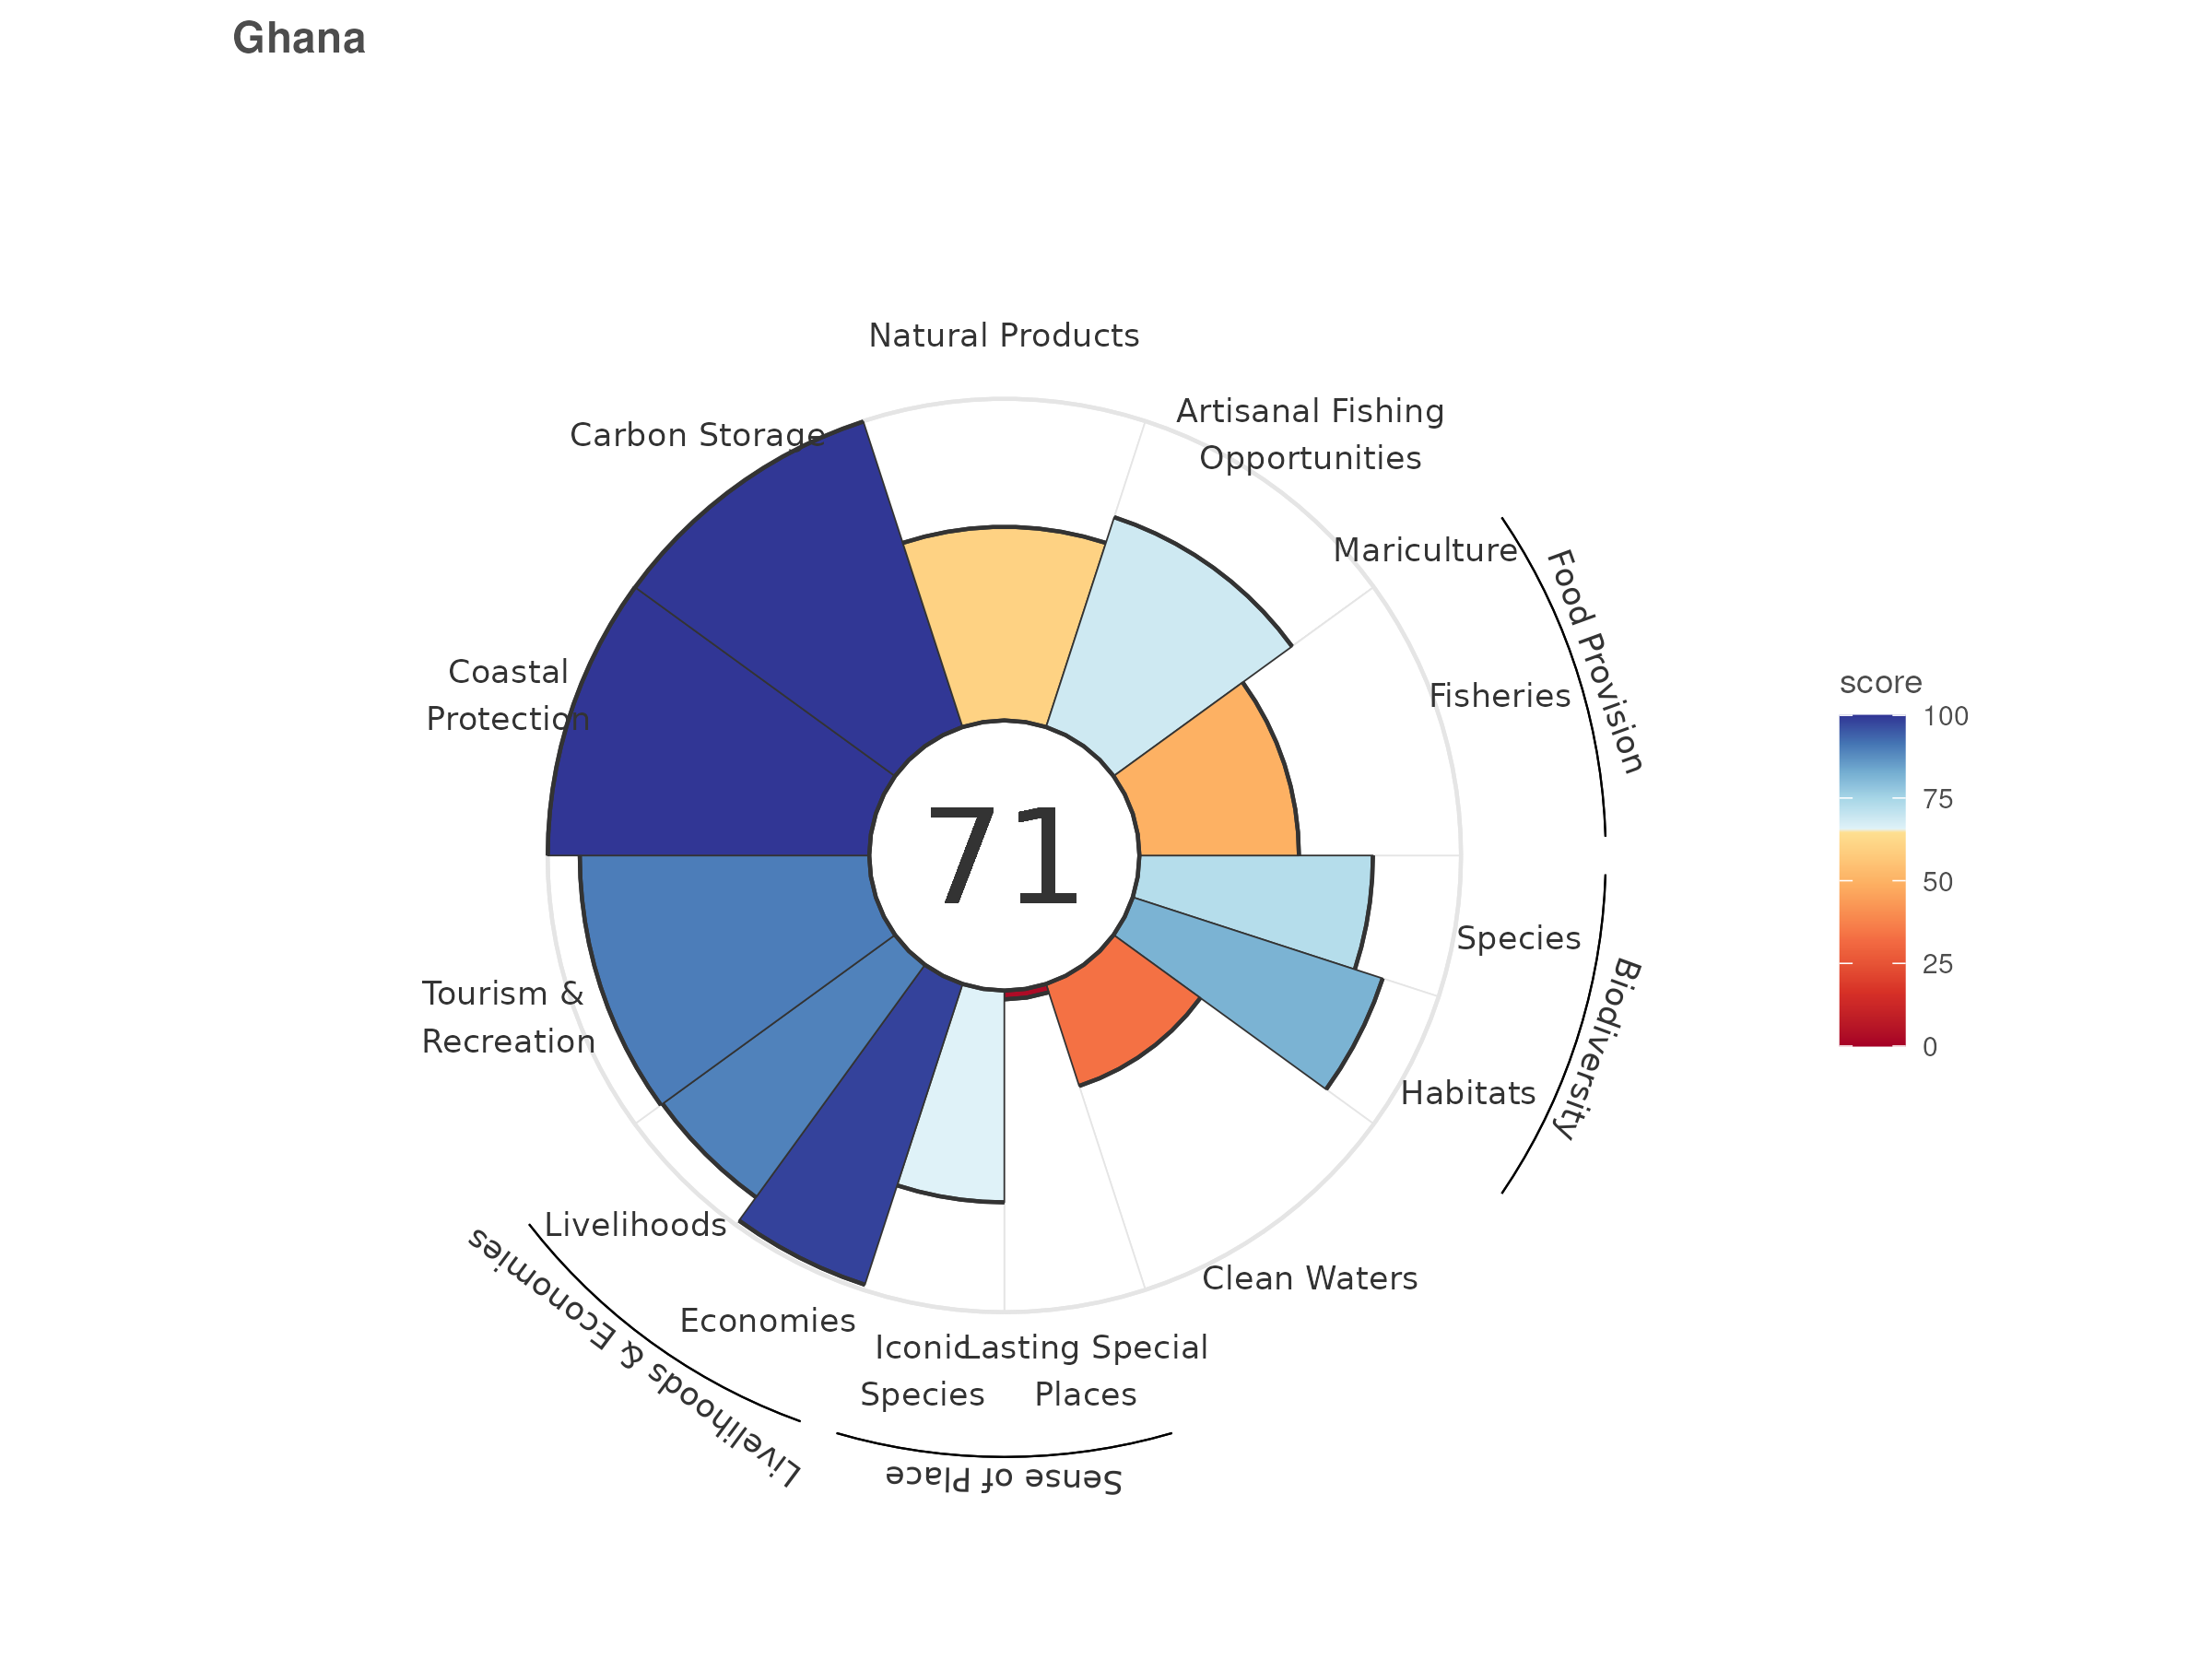 Ghana
Natural Products
Artisanal Fishing
Opportunities
Carbon Storage
Mariculture
Food Provision
Fisheries
Coastal
Protection
score
100
75
50
25
0
71
Species
Biodiversity
Habitats
Tourism &
Recreation
Livelihoods
Livelihoods & Economies
Clean Waters
Economies
Iconic
Species
Lasting Special
Places
Sense of Place